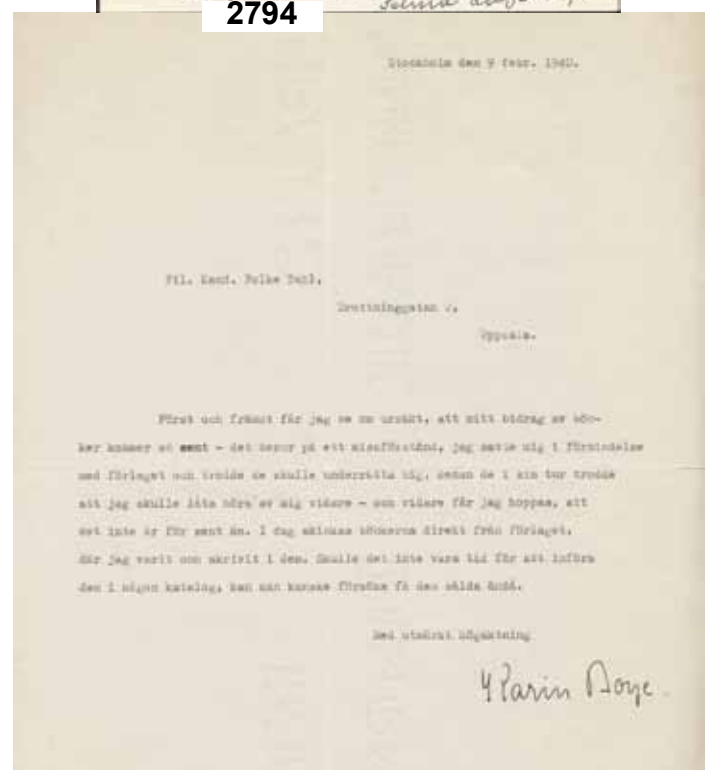 Selma
2794
Stockholm den 9 febr. 1940.
Fil. Kand. Folke Dahl,
Drottninggatan
Uppsala.
Först och främst får jag be om ursäkt, att mitt bidrag av böc-
ker kommer så sent - det beror på ett missförstånd, jag satte mig i förbindelse
med förlaget och trodde de skulle underrätta Dig, medan de i sin tur trodde
att jag skulle låta höra av mig vidare - och vidare får jag hoppas, att
det inte är för sent än. I dag skickas böckerna direkt från förlaget,
där jag varit och skrivit i dem. Skulle det inte vara tid för att införa
dem i någon katalog, kan man kanske försöka få dem sålda ändå.
Med utmärkt högaktning
Karin Boye.